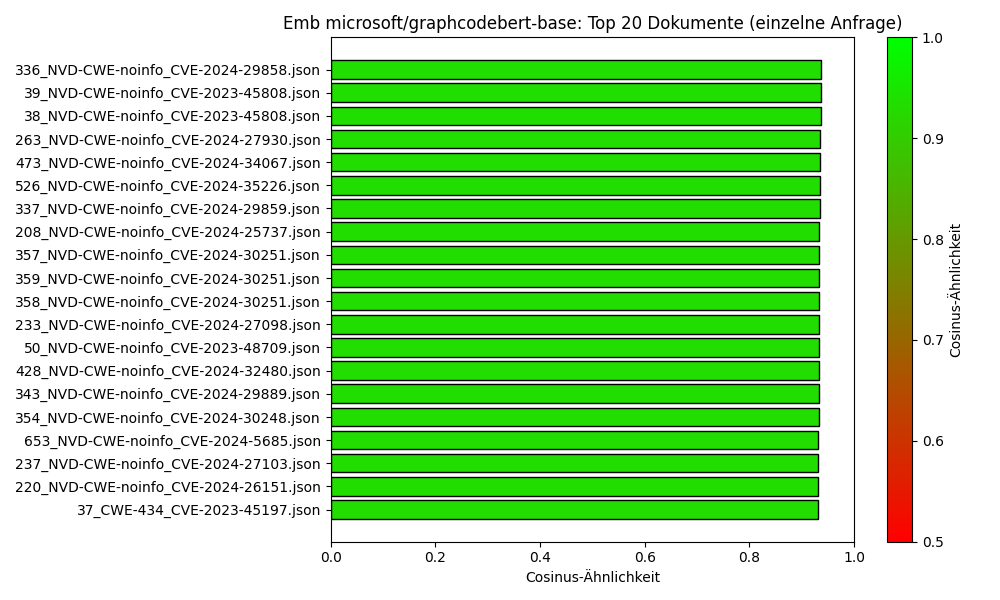 Emb microsoft/graphcodebert-base: Top 20 Dokumente (einzelne Anfrage)
336_NVD-CWE-noinfo_CVE-2024-29858.json
39_NVD-CWE-noinfo_CVE-2023-45808.json
38_NVD-CWE-noinfo_CVE-2023-45808.json
263_NVD-CWE-noinfo_CVE-2024-27930.json
473_NVD-CWE-noinfo_CVE-2024-34067.json
526_NVD-CWE-noinfo_CVE-2024-35226.json
337_NVD-CWE-noinfo_CVE-2024-29859.json
208_NVD-CWE-noinfo_CVE-2024-25737.json
357_NVD-CWE-noinfo_CVE-2024-30251.json
359_NVD-CWE-noinfo_CVE-2024-30251.json
358_NVD-CWE-noinfo_CVE-2024-30251.json
233_NVD-CWE-noinfo_CVE-2024-27098.json
50_NVD-CWE-noinfo_CVE-2023-48709.json
428_NVD-CWE-noinfo_CVE-2024-32480.json
343_NVD-CWE-noinfo_CVE-2024-29889.json
354_NVD-CWE-noinfo_CVE-2024-30248.json
653_NVD-CWE-noinfo_CVE-2024-5685.json
237_NVD-CWE-noinfo_CVE-2024-27103.json
220_NVD-CWE-noinfo_CVE-2024-26151.json
37_CWE-434_CVE-2023-45197.json
0.0 0.2 0.4 0.6 0.8 1.0
Cosinus-Ähnlichkeit
1.0
0.9
0.8
0.7
0.6
0.5
Cosinus-Ähnlichkeit